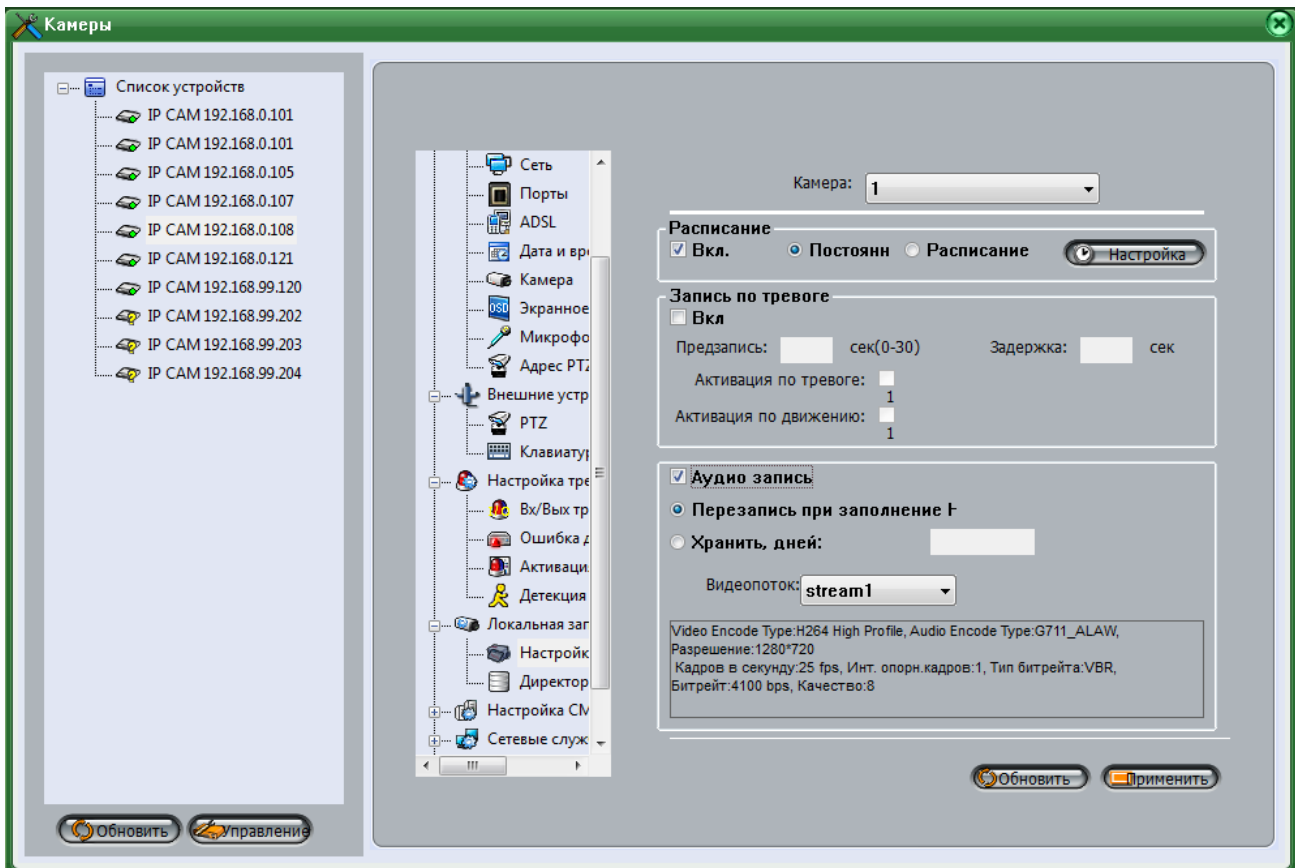 Камеры
Список устройств
IP CAM 192.168.0.101
IP CAM 192.168.0.101
IP CAM 192.168.0.105
IP CAM 192.168.0.107
IP CAM 192.168.0.108
IP CAM 192.168.0.121
IP CAM 192.168.99.120
IP CAM 192.168.99.202
IP CAM 192.168.99.203
IP CAM 192.168.99.204
Обновить Управление
Сеть
Порты
ADSL
Дата и вре
Камера
Экранное
Микрофо
Адрес PTZ
Внешние устр
PTZ
Клавиатур
Настройка тре
Вх/Вых тр
Ошибка д
Активаци
Детекция
Локальная заг
Настройк
Директор
Настройка СМ
Сетевые служ
Камера: 1
Расписание
Вкл. Постоянн Расписание Настройка
Запись по тревоге
Вкл
Предзапись: сек(0-30) Задержка: сек
Активация по тревоге:
1
Активация по движению:
1
Аудио запись
Перезапись при заполнение
Хранить, дней:
Видеопоток: stream1
Video Encode Type:H264 High Profile, Audio Encode Type:G711_ALAW,
Разрешение:1280*720
Кадров в секунду:25 fps, Инт. опорн.кадров:1, Тип битрейта:VBR,
Битрейт:4100 bps, Качество:8
Обновить Применить